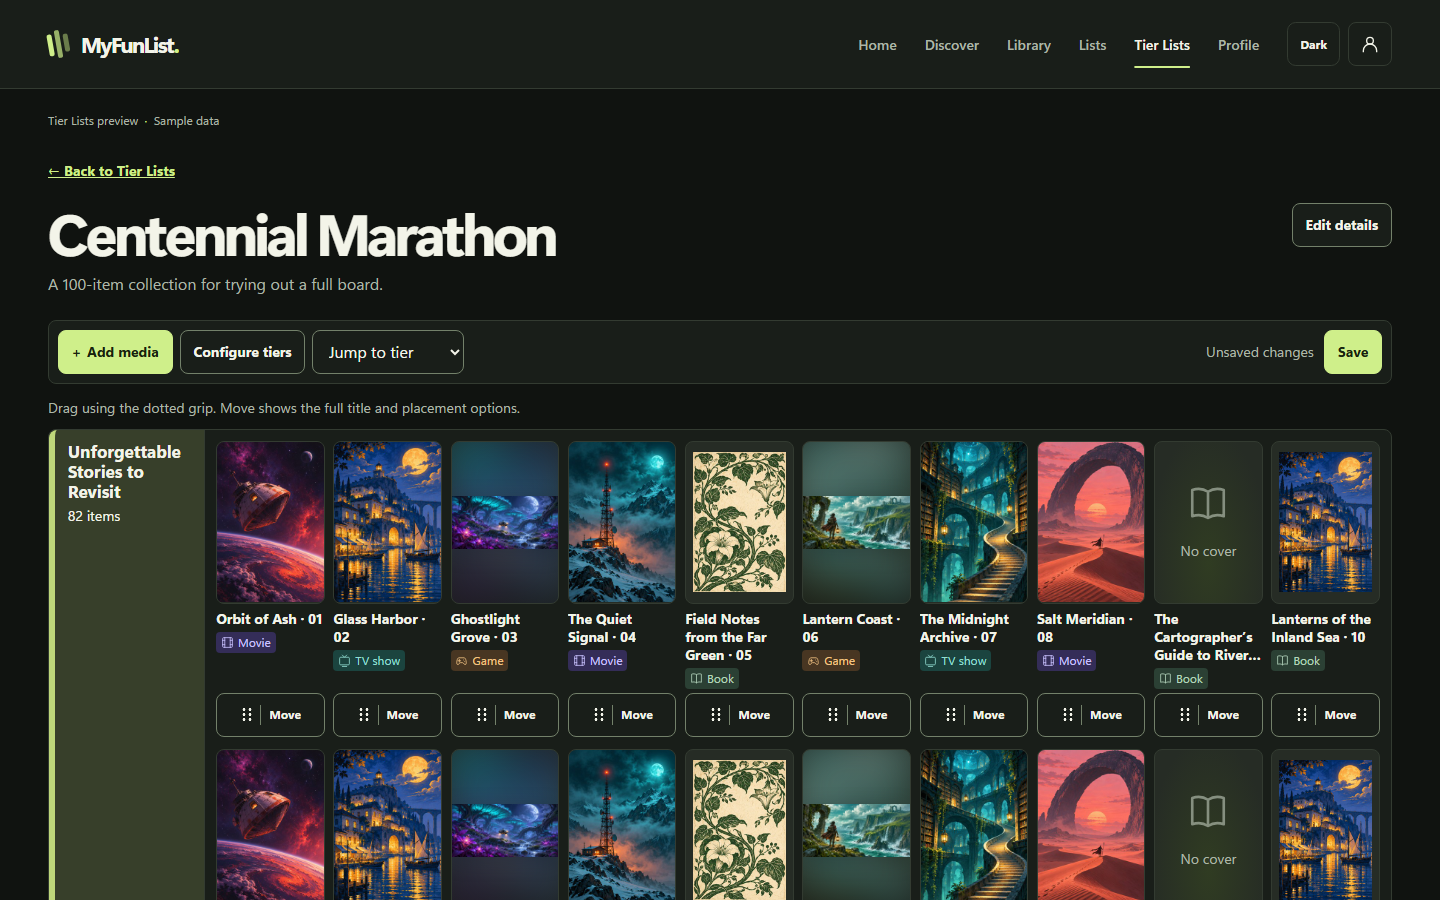 MyFunList.
Home
Discover
Library
Lists
Tier Lists
Profile
Dark
Tier Lists preview · Sample data
← Back to Tier Lists
Centennial Marathon
Edit details
A 100-item collection for trying out a full board.
+ Add media
Configure tiers
Jump to tier
Unsaved changes
Save
Drag using the dotted grip. Move shows the full title and placement options.
Unforgettable
Stories to
Revisit
82 items
Orbit of Ash · 01
Movie
Move
Glass Harbor ·
02
TV show
Move
Ghostlight
Grove · 03
Game
Move
The Quiet
Signal · 04
Movie
Move
Field Notes
from the Far
Green · 05
Book
Move
Lantern Coast ·
06
Game
Move
The Midnight
Archive · 07
TV show
Move
Salt Meridian ·
08
Movie
Move
No cover
The
Cartographer's
Guide to River...
Book
Move
Lanterns of the
Inland Sea · 10
Book
Move
No cover